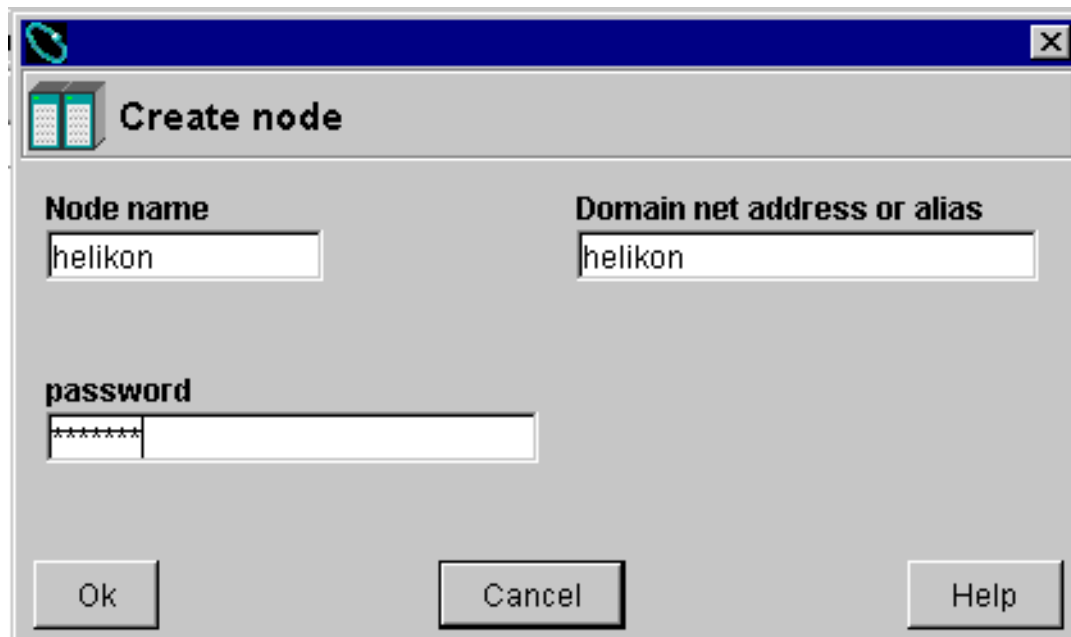 Create node
Node name
Domain net address or alias
helikon
helikon
password
*******
Ok
Cancel
Help